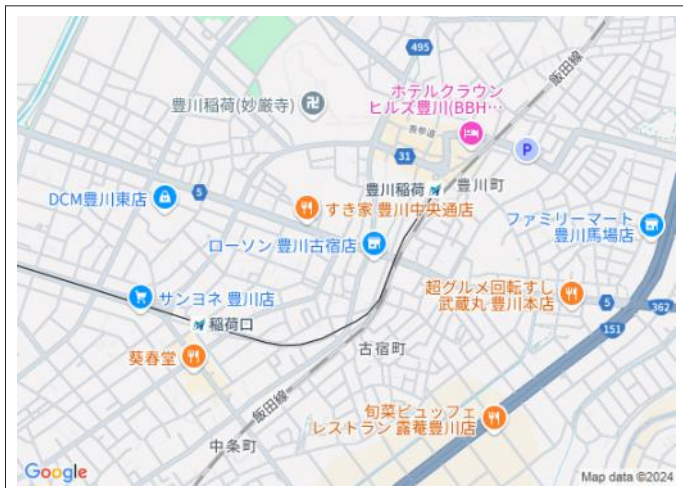 495
飯田線
ホテルクラウン
ヒルズ豊川(BBH…
豊川稲荷(妙厳寺)
表参道
P
31
豊川稲荷
豊川町
DCM豊川東店
5
すき家 豊川中央通店
ファミリーマート
豊川馬場店
ローソン 豊川古宿店
超グルメ回転すし
武蔵丸 豊川本店
サンヨネ 豊川店
5
362
稲荷口
151
古宿町
葵春堂
飯田線
旬菜ビュッフェ
レストラン 露菴豊川店
中条町
Google
Map data ©2024